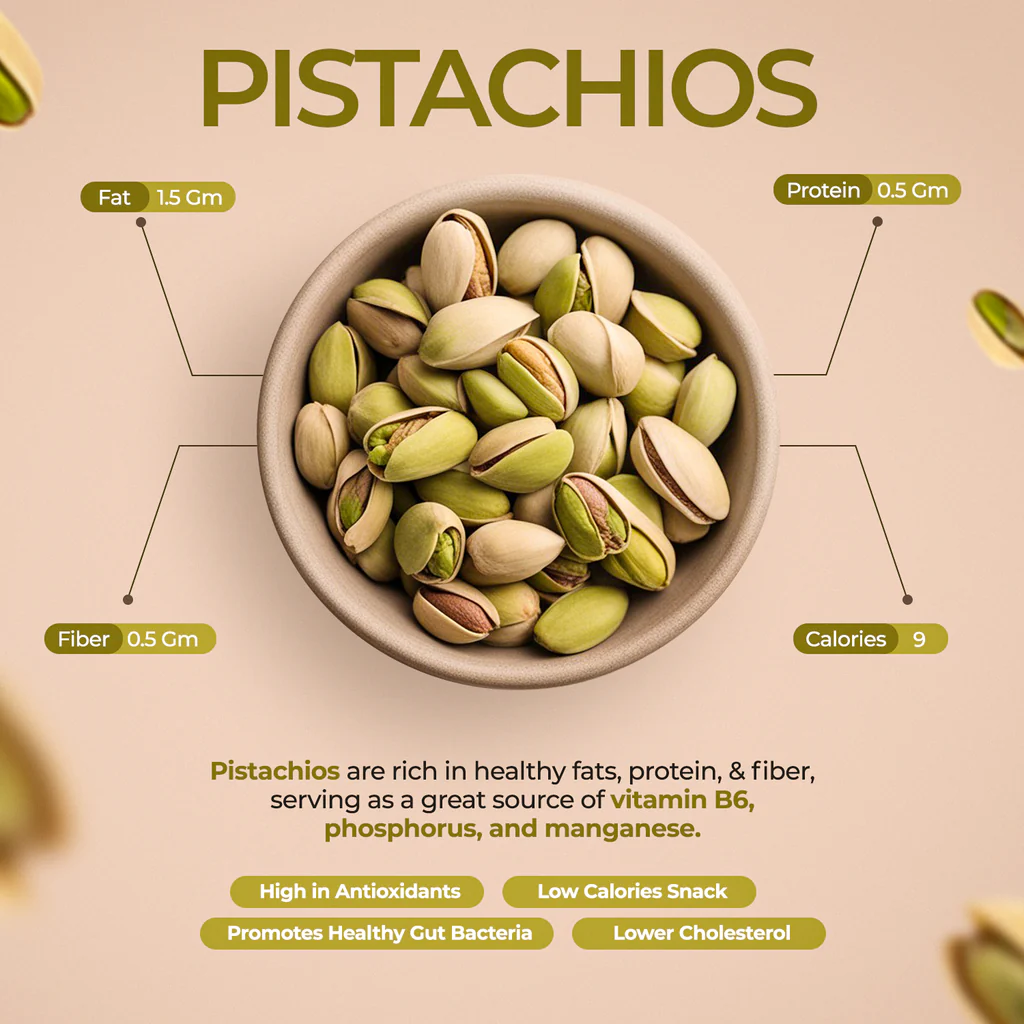 PISTACHIOS
Fat 1.5 Gm
Protein 0.5 Gm
Fiber 0.5 Gm
Calories 9
Pistachios are rich in healthy fats, protein, & fiber,
serving as a great source of vitamin B6,
phosphorus, and manganese.
High in Antioxidants
Low Calories Snack
Promotes Healthy Gut Bacteria
Lower Cholesterol